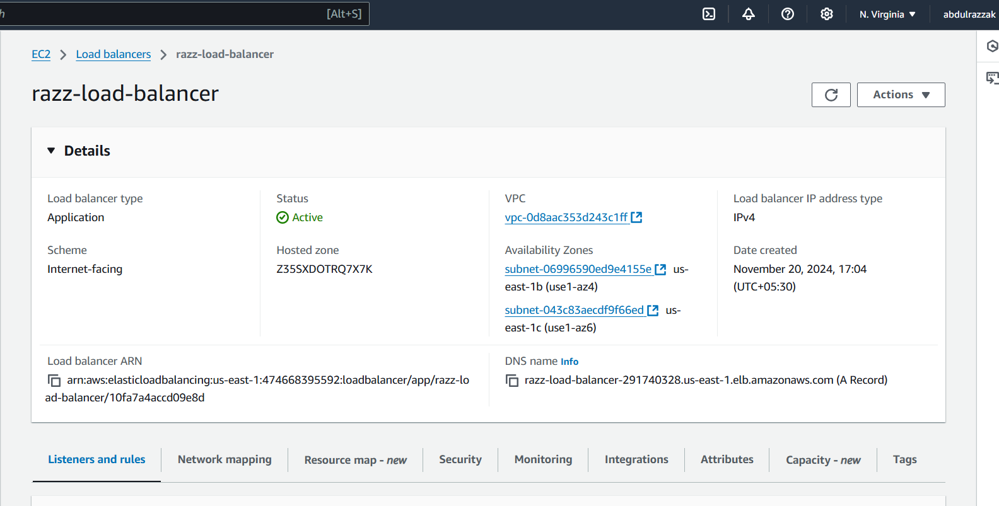 h [Alt+S] N. Virginia ▼ abdulrazzak
EC2 > Load balancers > razz-load-balancer
razz-load-balancer
Actions ▼
▼ Details
Load balancer type
Application
Status
Active
VPC
vpc-0d8aac353d243c1ff
Load balancer IP address type
IPv4
Scheme
Internet-facing
Hosted zone
Z35SXDOTRQ7X7K
Availability Zones
subnet-06996590ed9e4155e us-
east-1b (use1-az4)
subnet-043c83aecdf9f66ed us-
east-1c (use1-az6)
Date created
November 20, 2024, 17:04
(UTC+05:30)
Load balancer ARN
arn:aws:elasticloadbalancing:us-east-1:474668395592:loadbalancer/app/razz-lo
ad-balancer/10fa7a4accd09e8d
DNS name Info
razz-load-balancer-291740328.us-east-1.elb.amazonaws.com (A Record)
Listeners and rules Network mapping Resource map - new Security Monitoring Integrations Attributes Capacity - new Tags